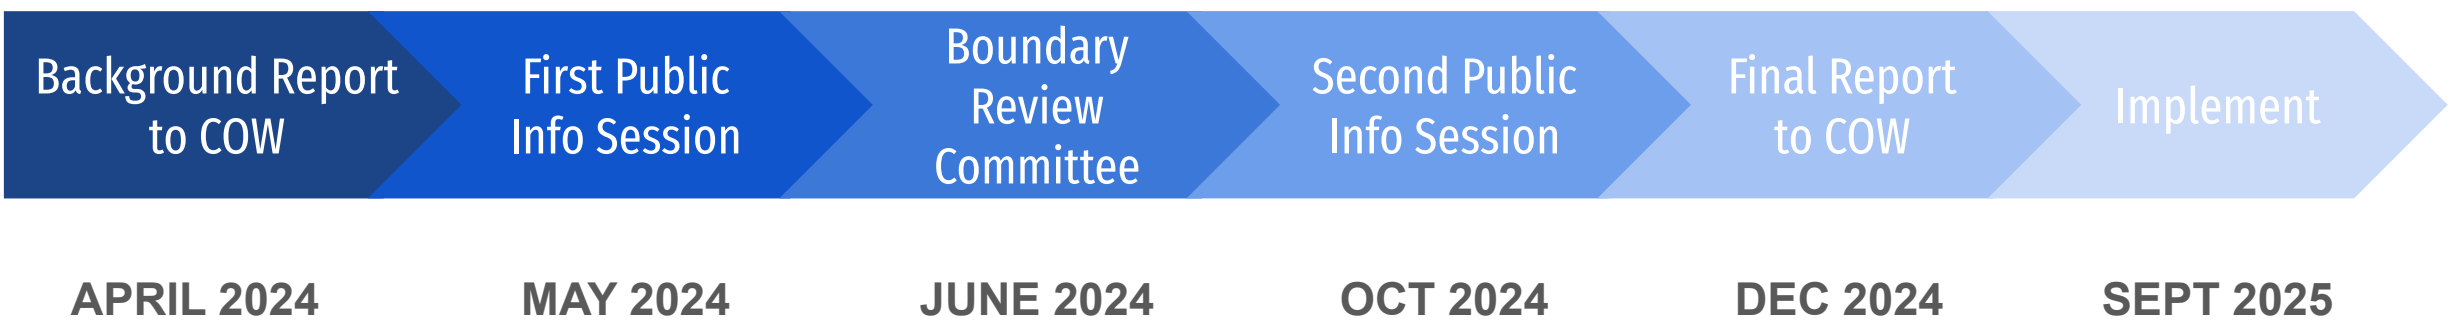 Background Report
to COW
First Public
Info Session
Boundary
Review
Committee
Second Public
Info Session
Final Report
to COW
Implement
APRIL 2024
MAY 2024
JUNE 2024
OCT 2024
DEC 2024
SEPT 2025